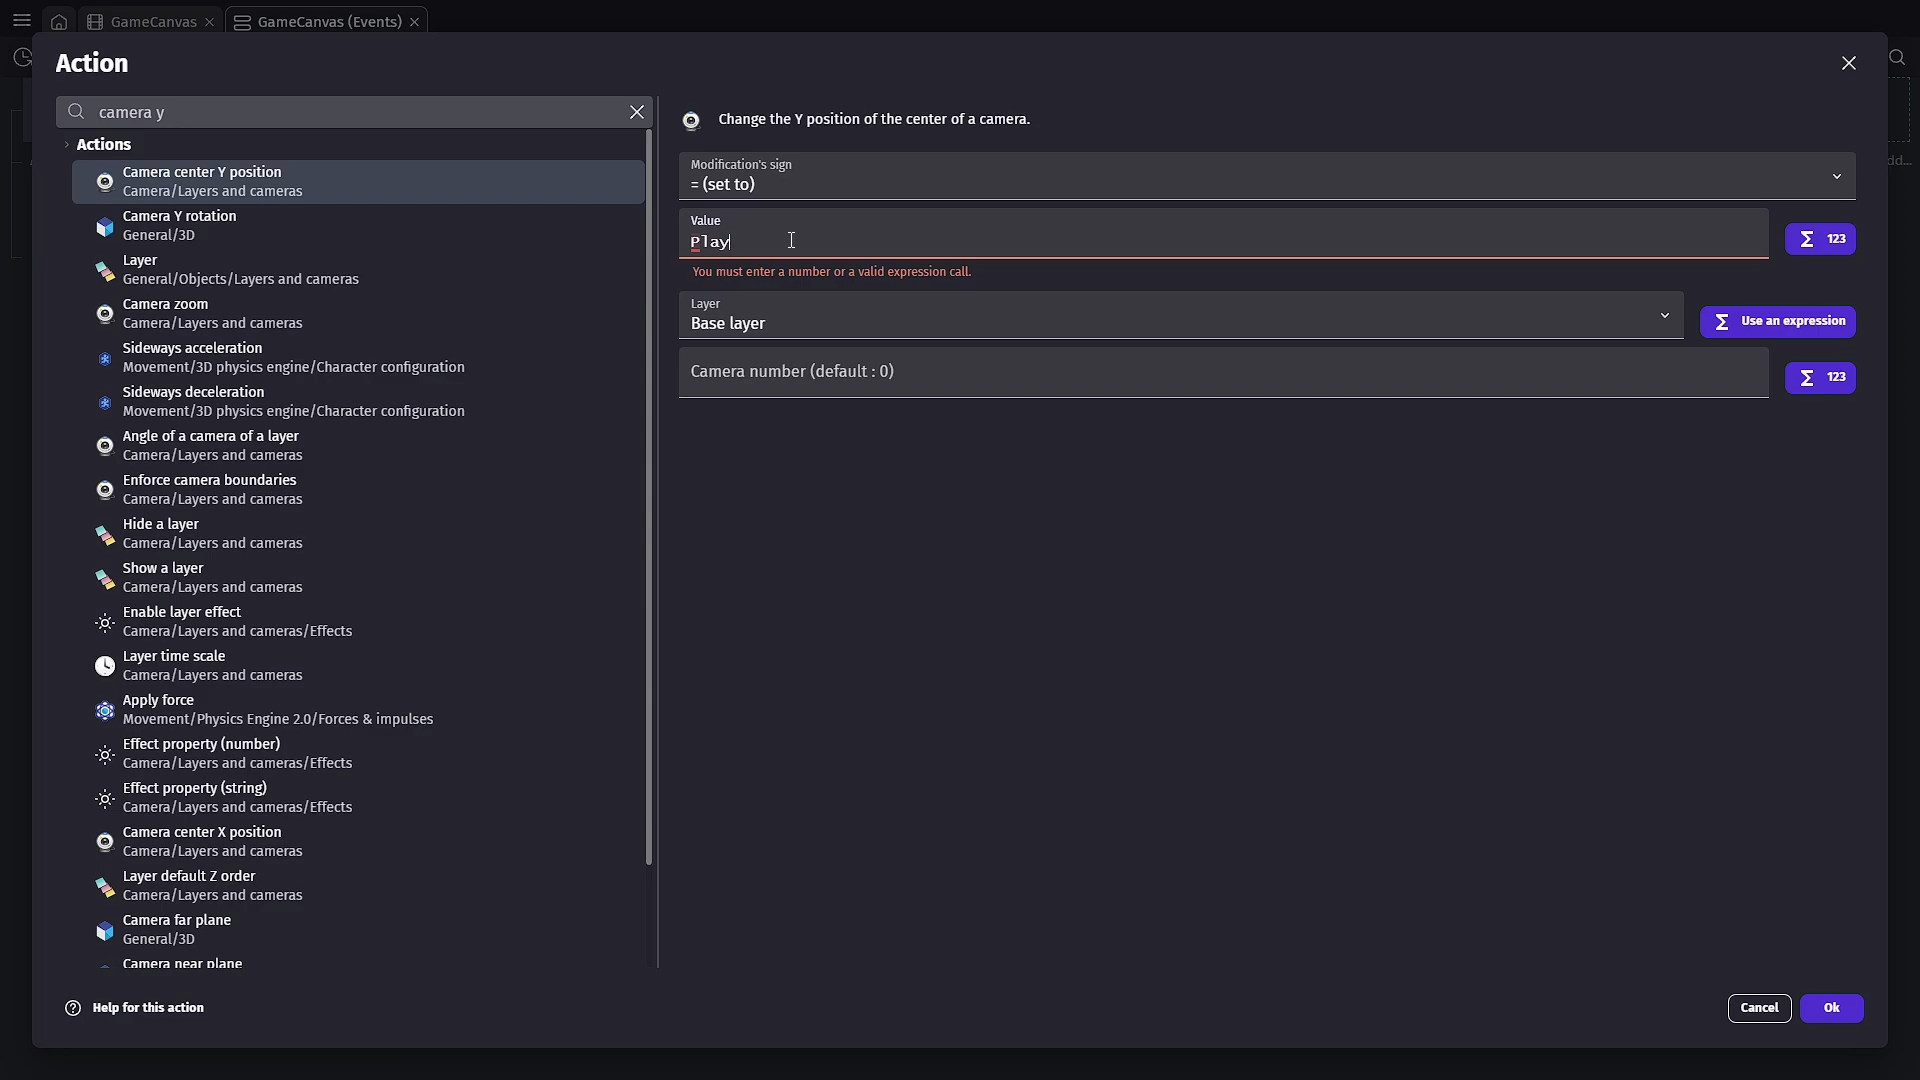 GameCanvas
GameCanvas (Events)
Action
camera y
Actions
Camera center Y position
Camera/Layers and cameras
Camera Y rotation
General/3D
Layer
General/Objects/Layers and cameras
Camera zoom
Camera/Layers and cameras
Sideways acceleration
Movement/3D physics engine/Character configuration
Sideways deceleration
Movement/3D physics engine/Character configuration
Angle of a camera of a layer
Camera/Layers and cameras
Enforce camera boundaries
Camera/Layers and cameras
Hide a layer
Camera/Layers and cameras
Show a layer
Camera/Layers and cameras
Enable layer effect
Camera/Layers and cameras/Effects
Layer time scale
Camera/Layers and cameras
Apply force
Movement/Physics Engine 2.0/Forces & impulses
Effect property (number)
Camera/Layers and cameras/Effects
Effect property (string)
Camera/Layers and cameras/Effects
Camera center X position
Camera/Layers and cameras
Layer default Z order
Camera/Layers and cameras
Camera far plane
General/3D
Camera near plane
Change the Y position of the center of a camera.
Modification's sign
= (set to)
Value
Play
Σ 123
You must enter a number or a valid expression call.
Layer
Base layer
Σ Use an expression
Camera number (default : 0)
Σ 123
Help for this action
Cancel
Ok